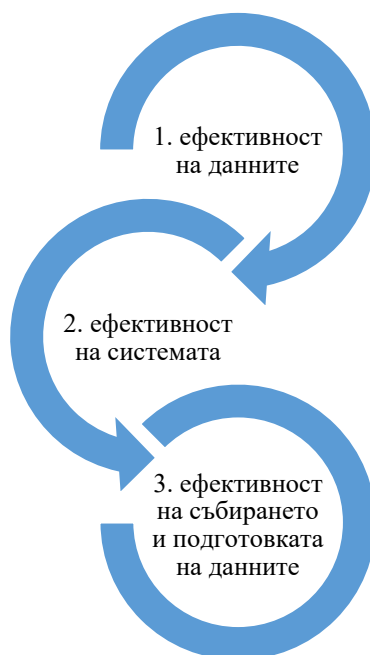 1. ефективност
на данните
2. ефективност
на системата
3. ефективност
на събирането
и подготовката
на данните